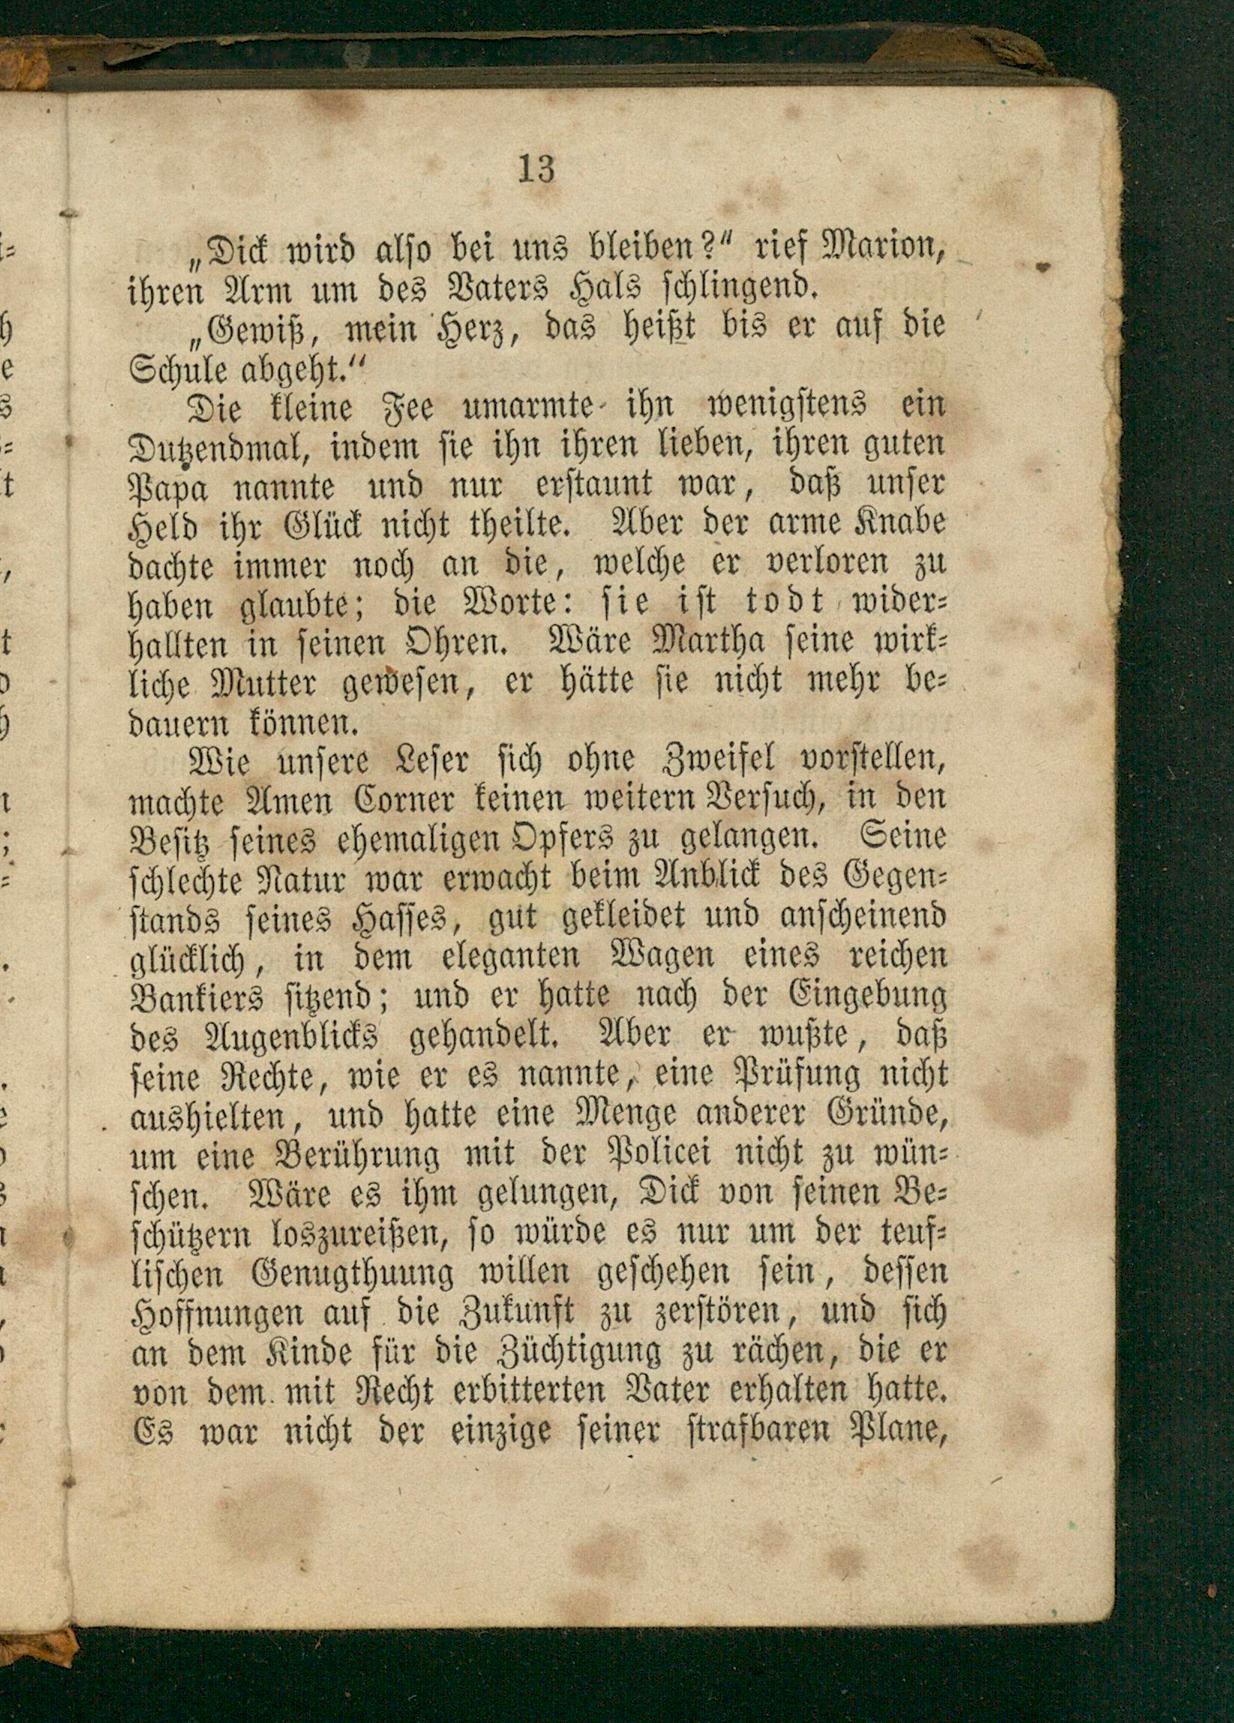 13
„Dick wird also bei uns bleiben?“ rief Marion,
ihren Arm um des Vaters Hals schlingend.
„Gewiß, mein Herz, das heißt bis er auf die
Schule abgeht.“
Die kleine Fee umarmte ihn wenigstens ein
Dutzendmal, indem sie ihn ihren lieben, ihren guten
Papa nannte und nur erstaunt war, daß unser
Held ihr Glück nicht theilte. Aber der arme Knabe
dachte immer noch an die, welche er verloren zu
haben glaubte; die Worte: sie ist todt wider-
hallten in seinen Ohren. Wäre Martha seine wirk-
liche Mutter gewesen, er hätte sie nicht mehr be-
dauern können.
Wie unsere Leser sich ohne Zweifel vorstellen,
machte Amen Corner keinen weitern Versuch, in den
Besitz seines ehemaligen Opfers zu gelangen. Seine
schlechte Natur war erwacht beim Anblick des Gegen-
stands seines Hasses, gut gekleidet und anscheinend
glücklich, in dem eleganten Wagen eines reichen
Bankiers sitzend; und er hatte nach der Eingebung
des Augenblicks gehandelt. Aber er wußte, daß
seine Rechte, wie er es nannte, eine Prüfung nicht
aushielten, und hatte eine Menge anderer Gründe,
um eine Berührung mit der Policei nicht zu wün-
schen. Wäre es ihm gelungen, Dick von seinen Be-
schützern loszureißen, so würde es nur um der teuf-
lischen Genugthuung willen geschehen sein, dessen
Hoffnungen auf die Zukunft zu zerstören, und sich
an dem Kinde für die Züchtigung zu rächen, die er
von dem mit Recht erbitterten Vater erhalten hatte.
Es war nicht der einzige seiner strafbaren Plane,